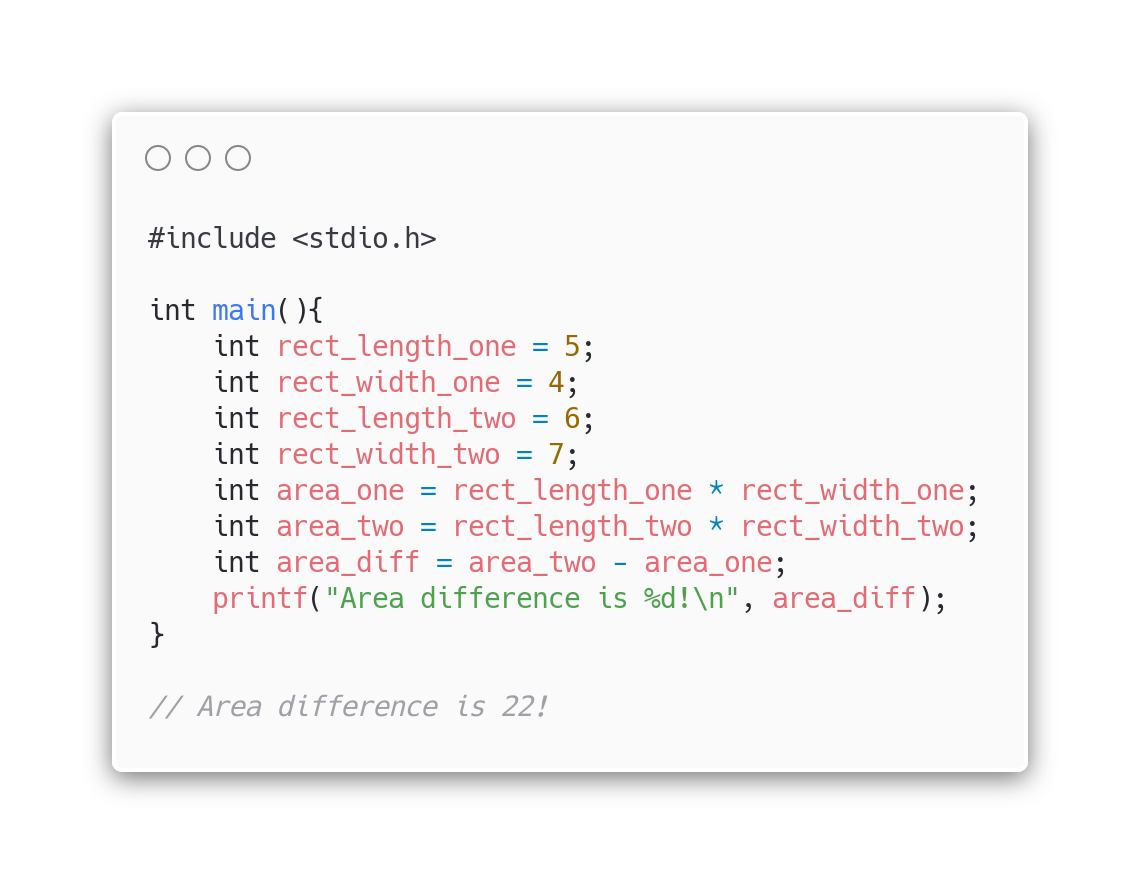 #include <stdio.h>

int main(){
    int rect_length_one = 5;
    int rect_width_one = 4;
    int rect_length_two = 6;
    int rect_width_two = 7;
    int area_one = rect_length_one * rect_width_one;
    int area_two = rect_length_two * rect_width_two;
    int area_diff = area_two - area_one;
    printf("Area difference is %d!\n", area_diff);
}

// Area difference is 22!